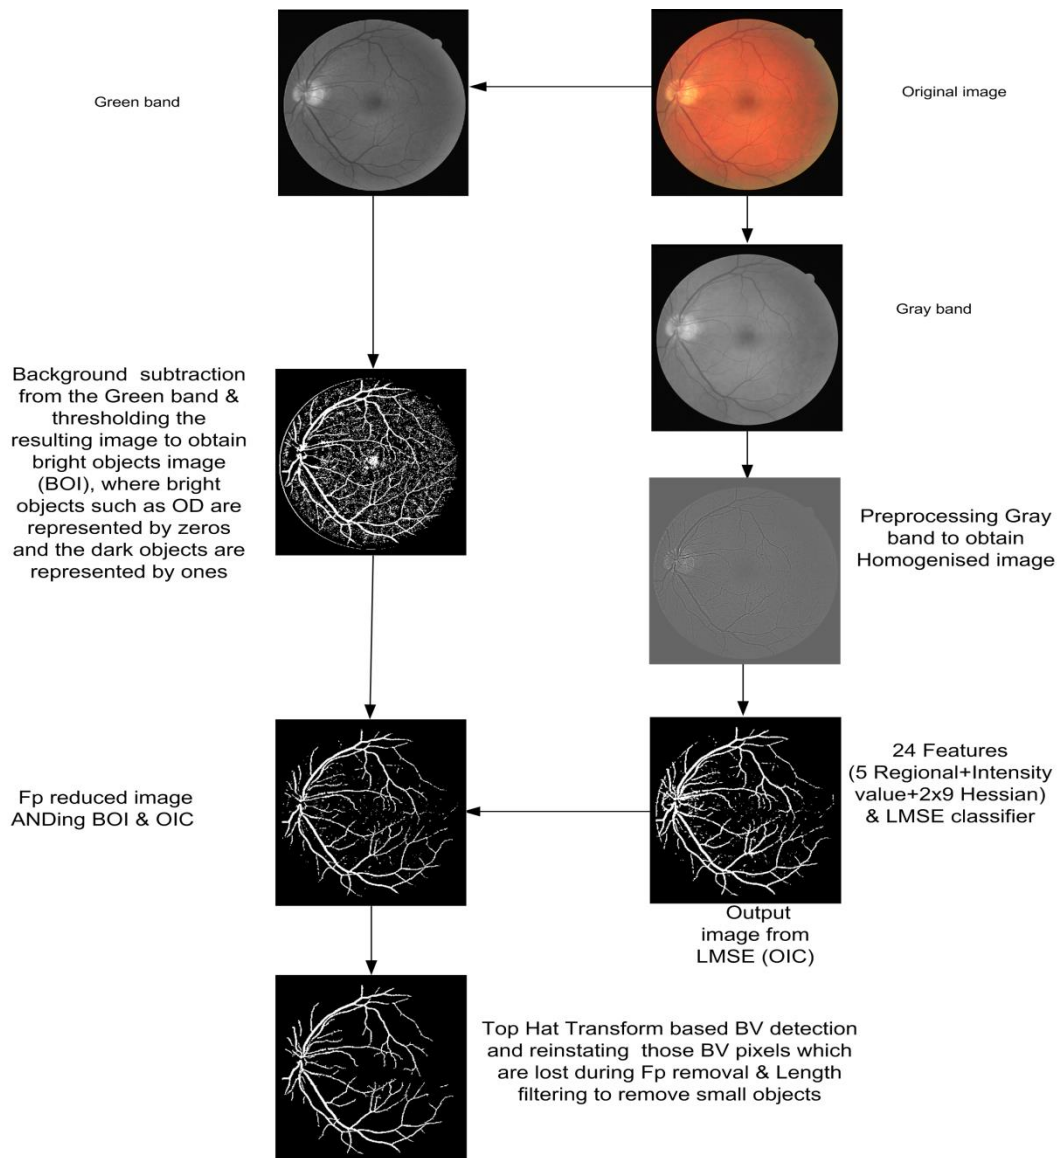 Green band
Original image
Gray band
Background subtraction
from the Green band &
thresholding the
resulting image to obtain
bright objects image
(BOI), where bright
objects such as OD are
represented by zeros
and the dark objects are
represented by ones
Preprocessing Gray
band to obtain
Homogenised image
Fp reduced image
ANDing BOI & OIC
24 Features
(5 Regional+Intensity
value+2x9 Hessian)
& LMSE classifier
Output
image from
LMSE (OIC)
Top Hat Transform based BV detection
and reinstating those BV pixels which
are lost during Fp removal & Length
filtering to remove small objects